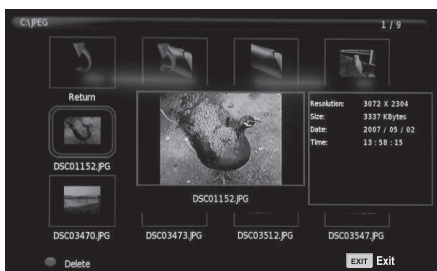 C:\JPEG 1 / 9
Return
Resolution: 3072 X 2304
Size: 3337 KBytes
Date: 2007 / 05 / 02
Time: 13 : 58 : 15
DSC01152.JPG
DSC01152.JPG
DSC03470.JPG DSC03473.JPG DSC03512.JPG DSC03547.JPG
Delete EXIT Exit